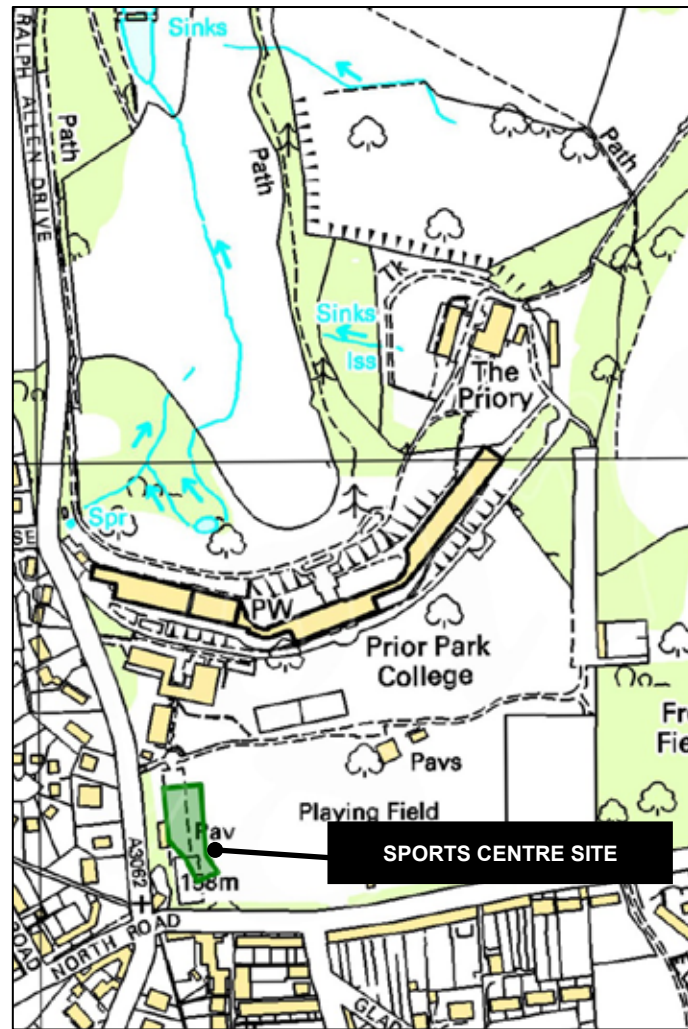 Sinks
RALPH ALLEN DRIVE
Path
Path
Path
Tk
Sinks
Iss
The
Priory
Spr
SE
PW
Prior Park
College
Pavs
Playing Field
Pav
SPORTS CENTRE SITE
158m
A3062
NORTH ROAD
ROAD
GLAD
Fr
Fie